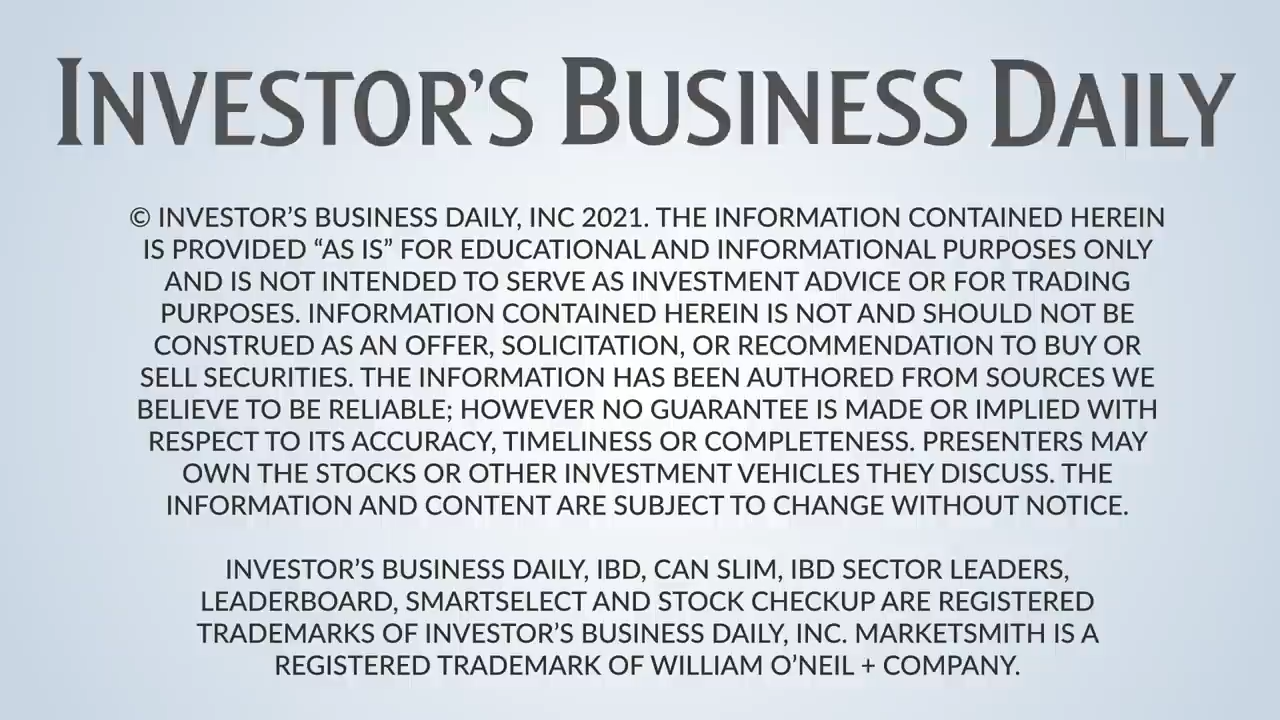 INVESTOR'S BUSINESS DAILY
© INVESTOR'S BUSINESS DAILY, INC 2021. THE INFORMATION CONTAINED HEREIN
IS PROVIDED “AS IS” FOR EDUCATIONAL AND INFORMATIONAL PURPOSES ONLY
AND IS NOT INTENDED TO SERVE AS INVESTMENT ADVICE OR FOR TRADING
PURPOSES. INFORMATION CONTAINED HEREIN IS NOT AND SHOULD NOT BE
CONSTRUED AS AN OFFER, SOLICITATION, OR RECOMMENDATION TO BUY OR
SELL SECURITIES. THE INFORMATION HAS BEEN AUTHORED FROM SOURCES WE
BELIEVE TO BE RELIABLE; HOWEVER NO GUARANTEE IS MADE OR IMPLIED WITH
RESPECT TO ITS ACCURACY, TIMELINESS OR COMPLETENESS. PRESENTERS MAY
OWN THE STOCKS OR OTHER INVESTMENT VEHICLES THEY DISCUSS. THE
INFORMATION AND CONTENT ARE SUBJECT TO CHANGE WITHOUT NOTICE.
INVESTOR'S BUSINESS DAILY, IBD, CAN SLIM, IBD SECTOR LEADERS,
LEADERBOARD, SMARTSELECT AND STOCK CHECKUP ARE REGISTERED
TRADEMARKS OF INVESTOR'S BUSINESS DAILY, INC. MARKETSMITH IS A
REGISTERED TRADEMARK OF WILLIAM O'NEIL + COMPANY.